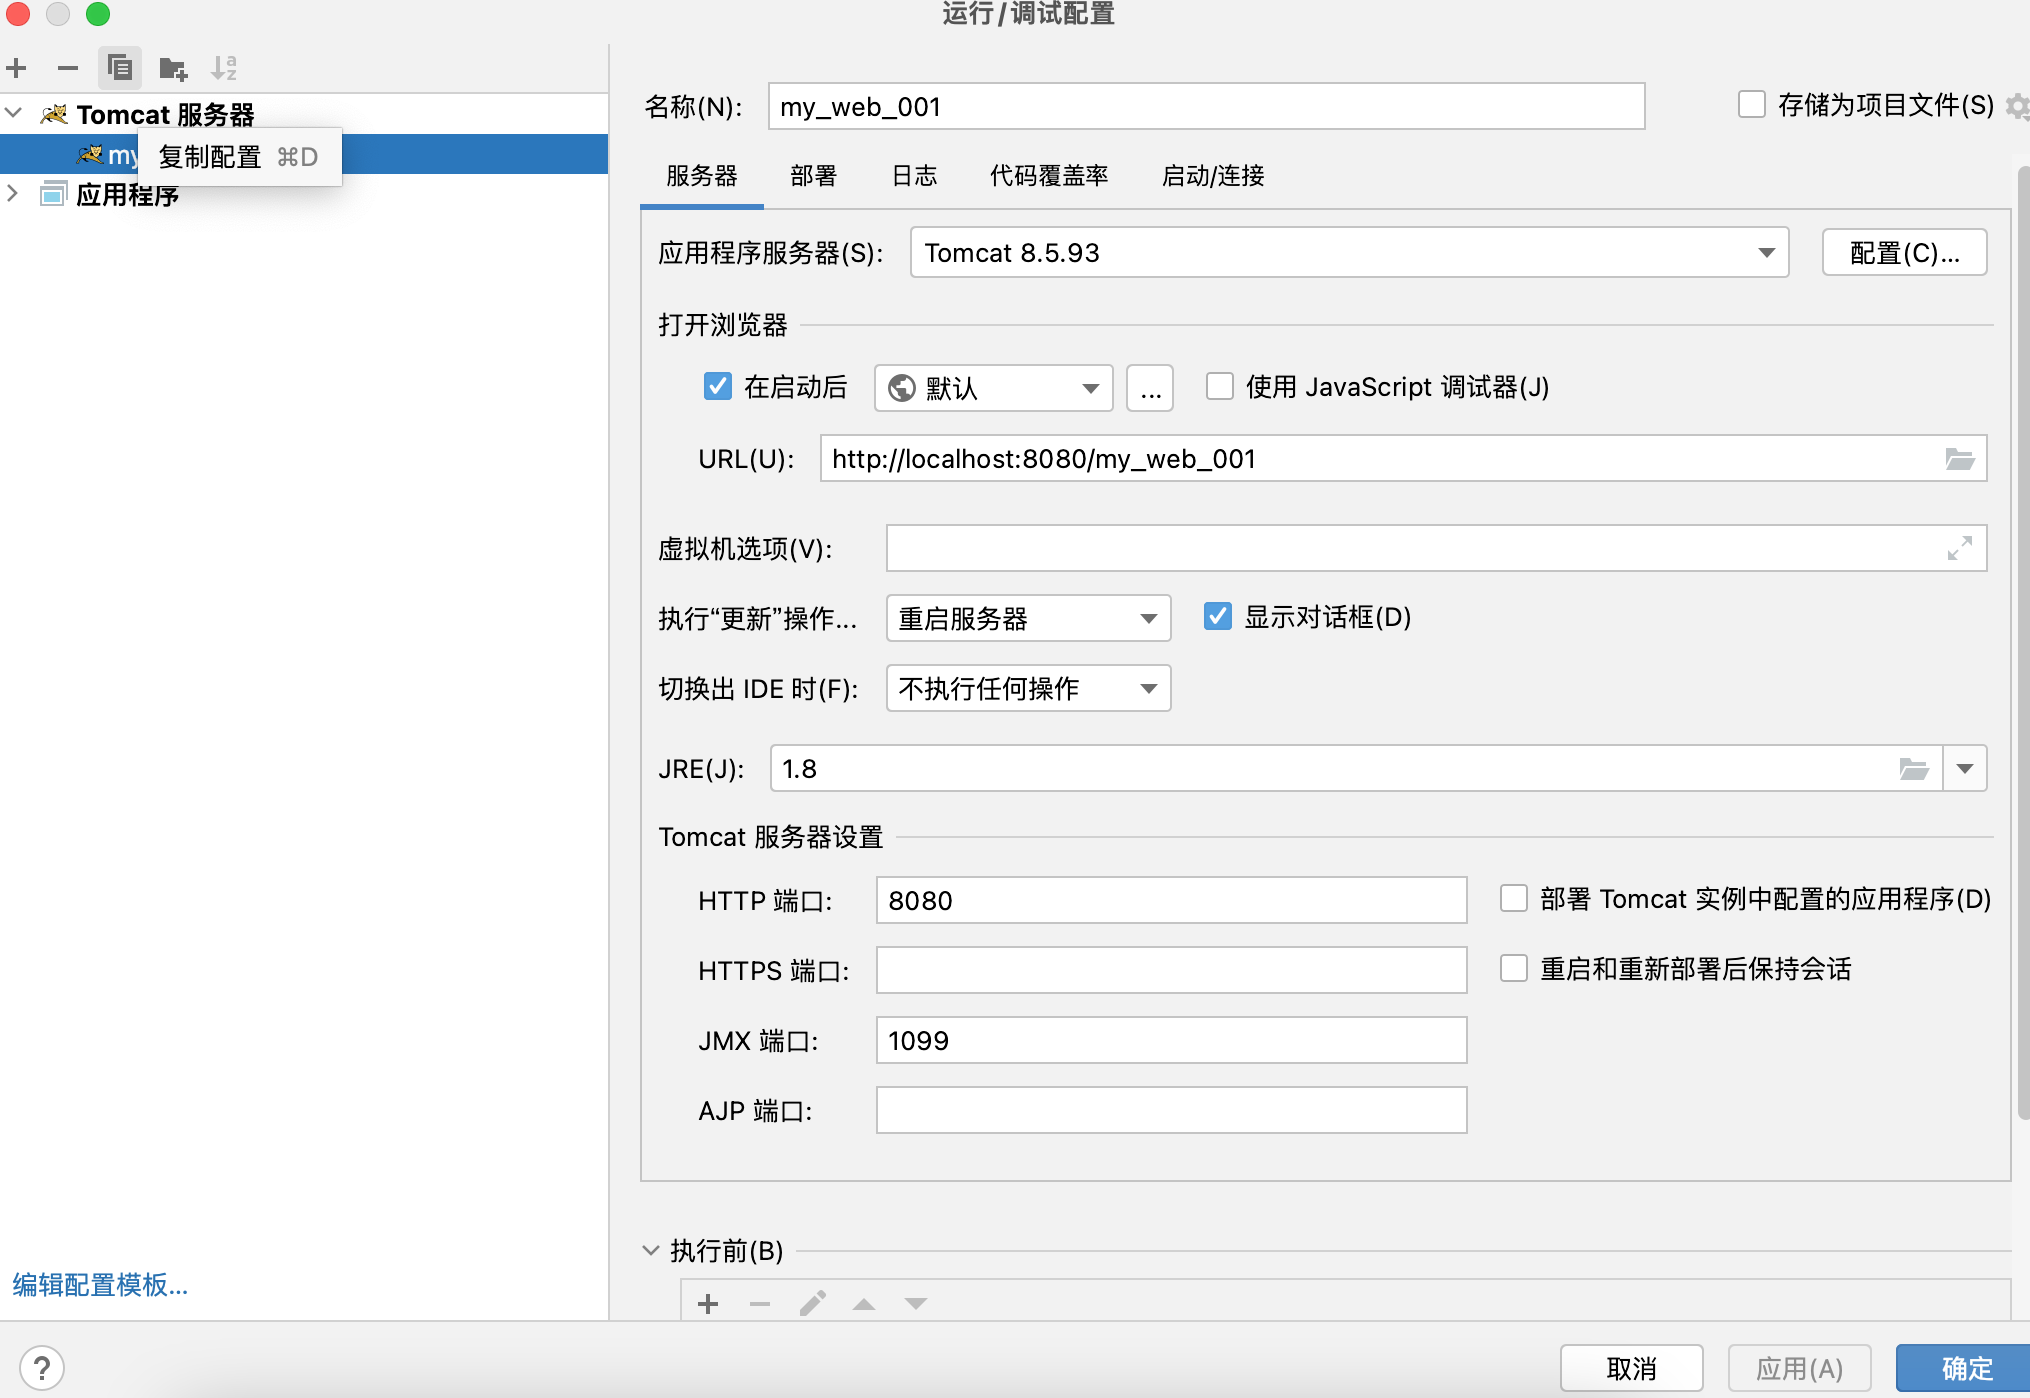 运行/调试配置
Tomcat 服务器
my
复制配置 ⌘D
应用程序
编辑配置模板...
名称(N): my_web_001 存储为项目文件(S)
服务器 部署 日志 代码覆盖率 启动/连接
应用程序服务器(S): Tomcat 8.5.93 配置(C)...
打开浏览器
在启动后 默认 ... 使用 JavaScript 调试器(J)
URL(U): http://localhost:8080/my_web_001
虚拟机选项(V):
执行“更新”操作... 重启服务器 显示对话框(D)
切换出 IDE 时(F): 不执行任何操作
JRE(J): 1.8
Tomcat 服务器设置
HTTP 端口: 8080 部署 Tomcat 实例中配置的应用程序(D)
HTTPS 端口: 重启和重新部署后保持会话
JMX 端口: 1099
AJP 端口:
执行前(B)
? 取消 应用(A) 确定